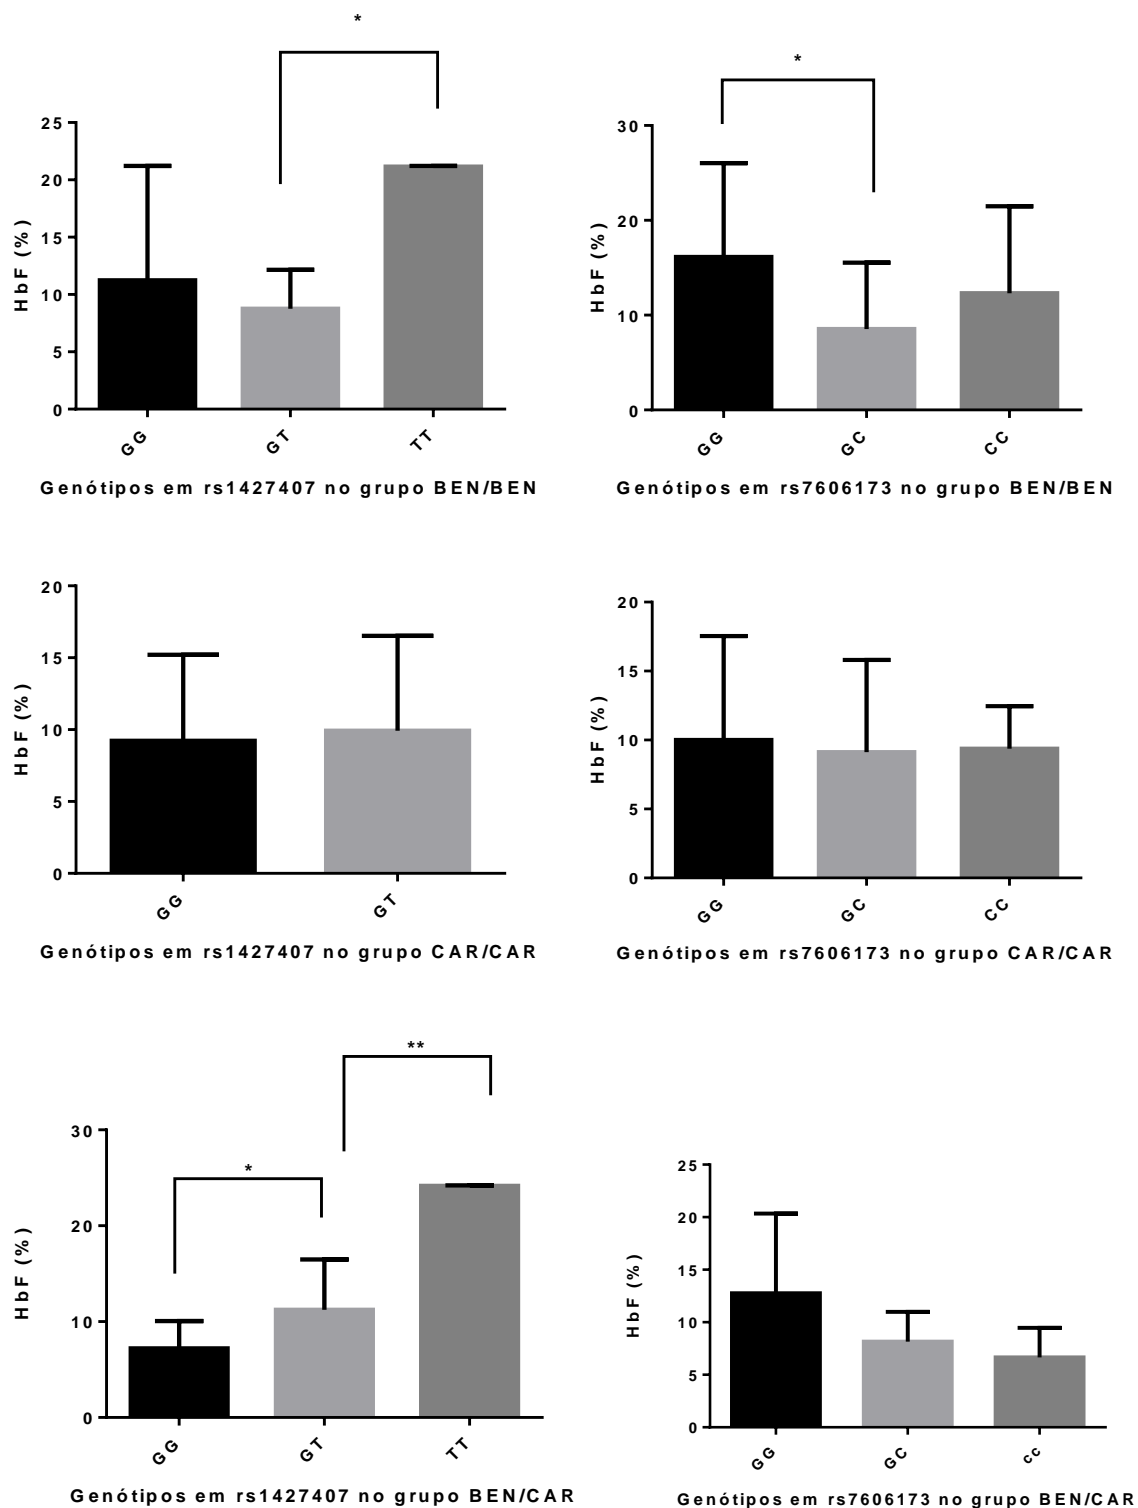 *
25
20
15
10
5
0
HbF (%)
GG
GT
TT
Genótipos em rs1427407 no grupo BEN/BEN
*
30
20
10
0
HbF (%)
GG
GC
CC
Genótipos em rs7606173 no grupo BEN/BEN
20
15
10
5
0
HbF (%)
GG
GT
Genótipos em rs1427407 no grupo CAR/CAR
20
15
10
5
0
HbF (%)
GG
GC
CC
Genótipos em rs7606173 no grupo CAR/CAR
**
*
30
20
10
0
HbF (%)
GG
GT
TT
Genótipos em rs1427407 no grupo BEN/CAR
25
20
15
10
5
0
HbF (%)
GG
GC
cc
Genótipos em rs7606173 no grupo BEN/CAR